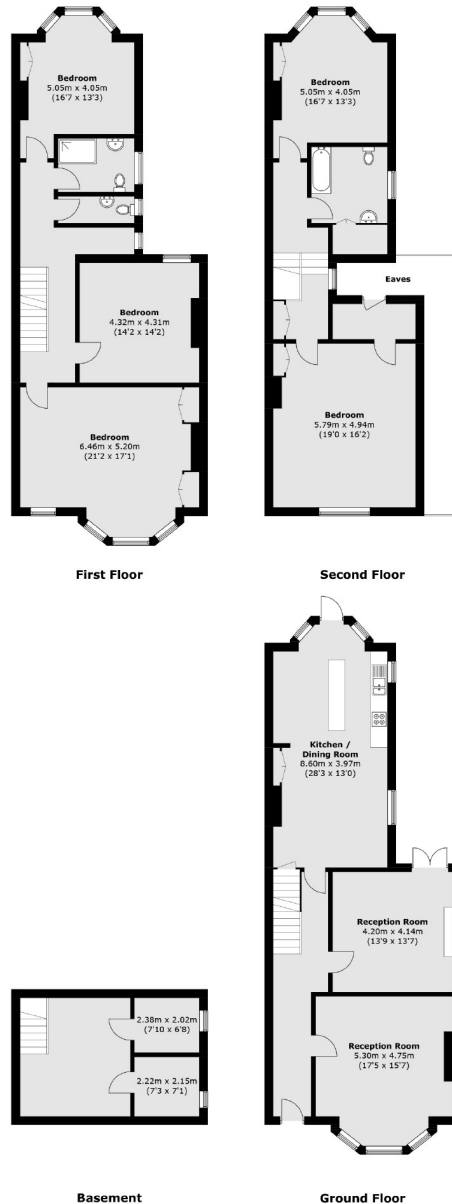 Bedroom
5.05m x 4.05m
(16'7 x 13'3)
Bedroom
4.32m x 4.31m
(14'2 x 14'2)
Bedroom
6.46m x 5.20m
(21'2 x 17'1)
First Floor
Bedroom
5.05m x 4.05m
(16'7 x 13'3)
Eaves
Bedroom
5.79m x 4.94m
(19'0 x 16'2)
Second Floor
2.38m x 2.02m
(7'10 x 6'8)
2.22m x 2.15m
(7'3 x 7'1)
Basement
Kitchen /
Dining Room
8.60m x 3.97m
(28'3 x 13'0)
Reception Room
4.20m x 4.14m
(13'9 x 13'7)
Reception Room
5.30m x 4.75m
(17'5 x 15'7)
Ground Floor